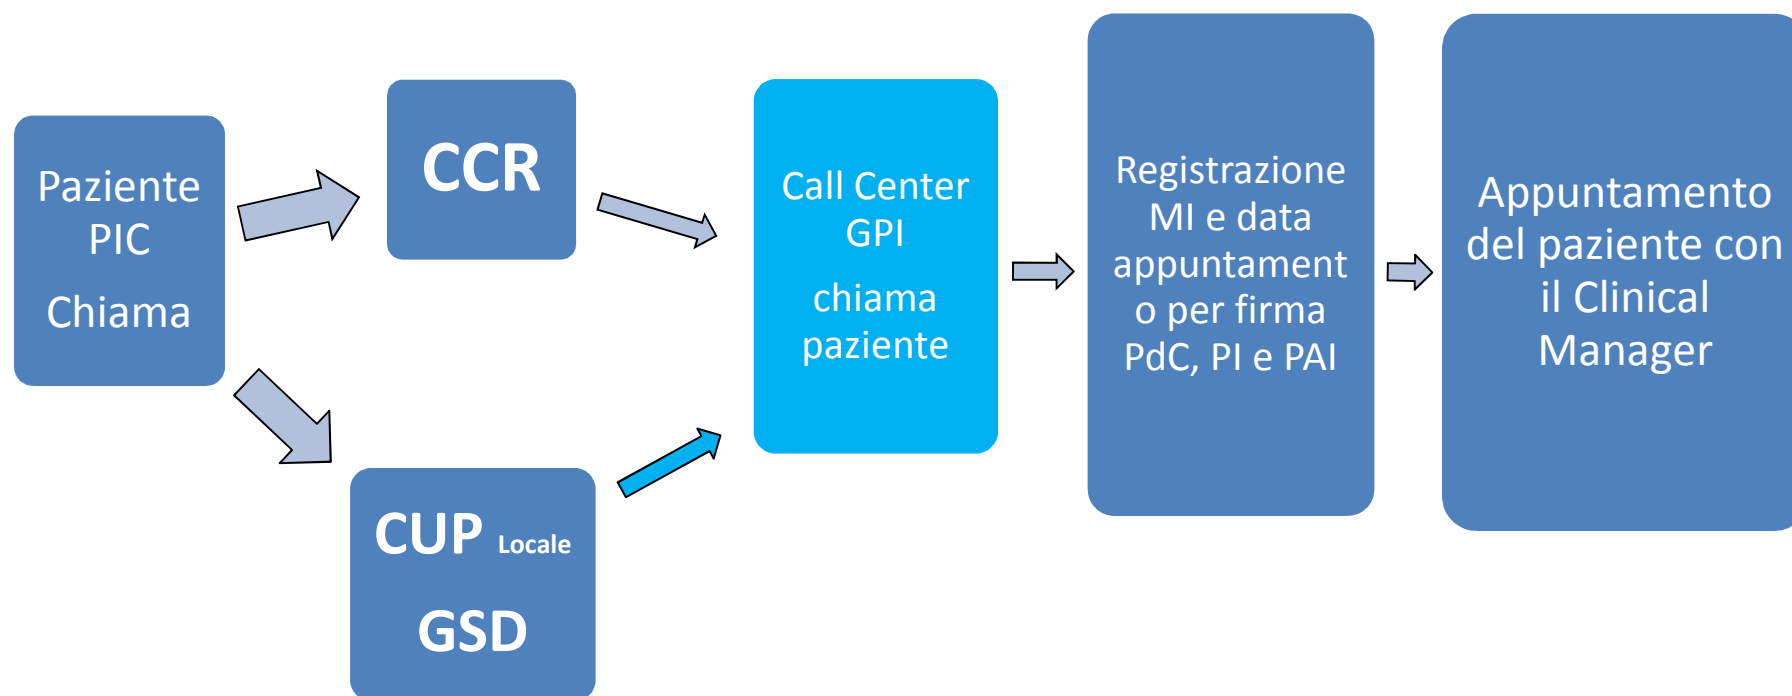 Paziente
PIC
Chiama
CCR
CUP Locale
GSD
Call Center
GPI
chiama
paziente
Registrazione
MI e data
appuntament
o per firma
PdC, PI e PAI
Appuntamento
del paziente con
il Clinical
Manager